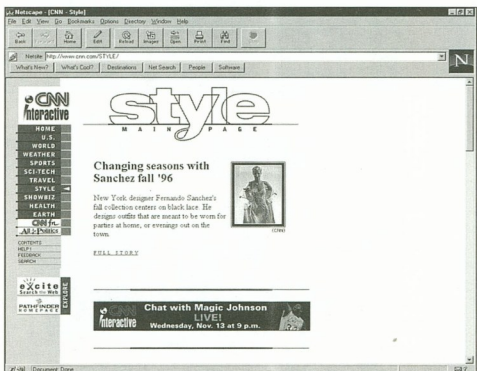 Netscape - [CNN - Style]
File Edit View Go Bookmarks Options Directory Window Help
Back Home Edit Reload Images Open Print Find
Netsite: http://www.cnn.com/STYLE/
What's New? What's Cool? Destinations Net Search People Software
CNN
interactive
HOME
U.S.
WORLD
WEATHER
SPORTS
SCI-TECH
TRAVEL
STYLE
SHOWBIZ
HEALTH
EARTH
CNN fn
ALLPOLITICS
CONTENTS
HELP!
FEEDBACK
SEARCH
excite
Search the Web
PATHFINDER
HOMEPAGE
EXPLORE
style
MAIN PAGE
Changing seasons with
Sanchez fall '96
New York designer Fernando Sanchez's
fall collection centers on black lace. He
designs outfits that are meant to be worn for
parties at home, or evenings out on the
town.
FULL STORY
(CNN)
CNN
interactive
Chat with Magic Johnson
LIVE!
Wednesday, Nov. 13 at 9 p.m.
Document: Done